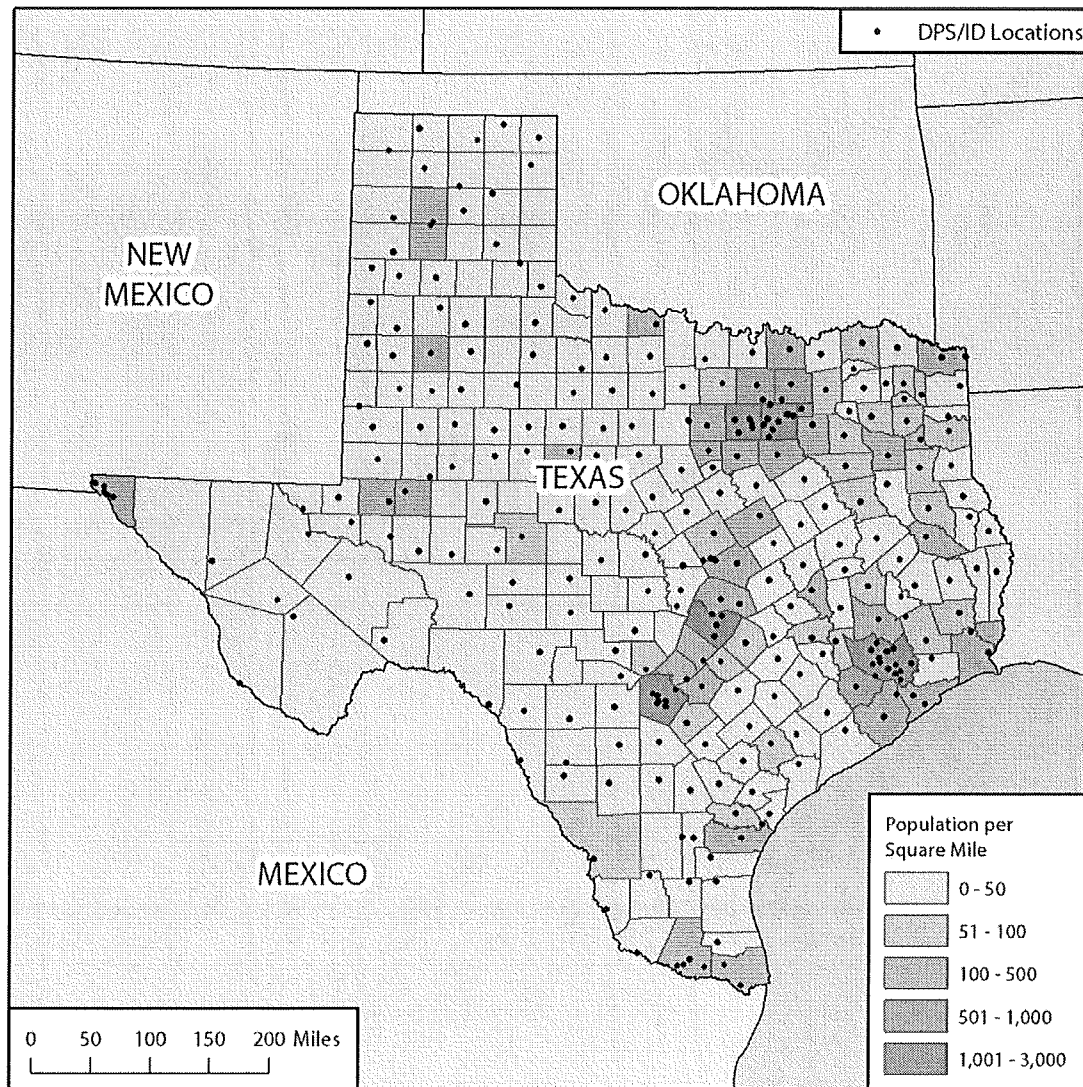 DPS/ID Locations
OKLAHOMA
NEW
MEXICO
TEXAS
MEXICO
Population per
Square Mile
0 - 50
51 - 100
100 - 500
501 - 1,000
1,001 - 3,000
0 50 100 150 200 Miles